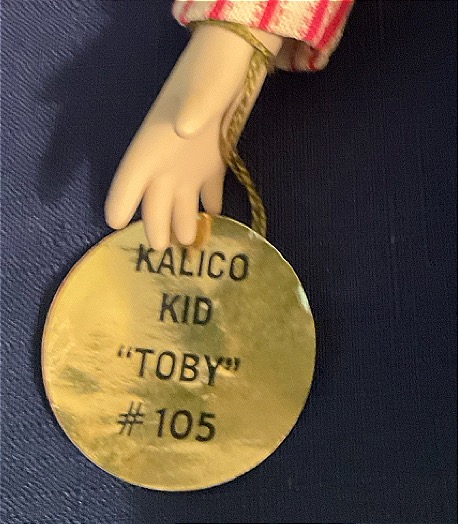 KALICO
KID
“TOBY”
# 105